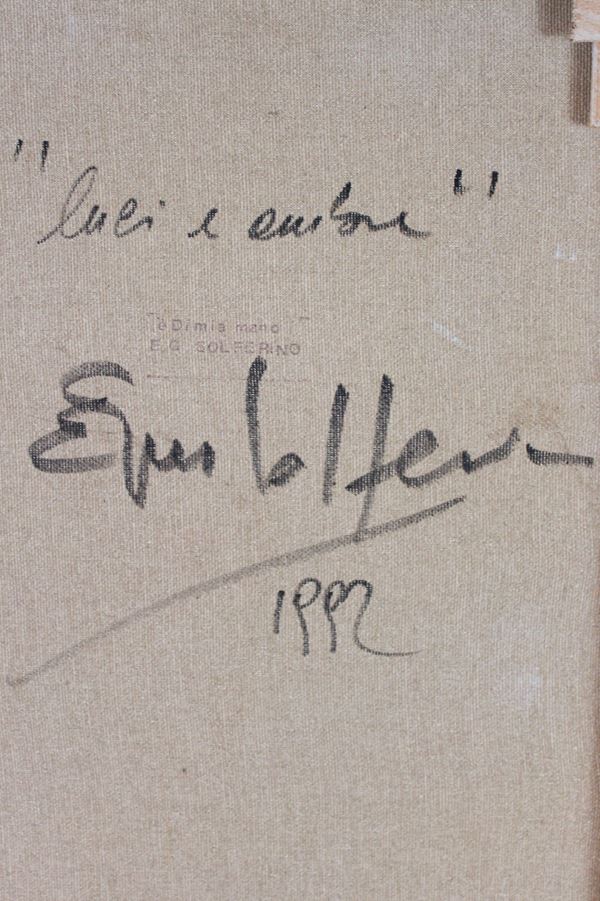 "luci e ombre"
è Di mia mano
E.G. SOLFERINO
1992